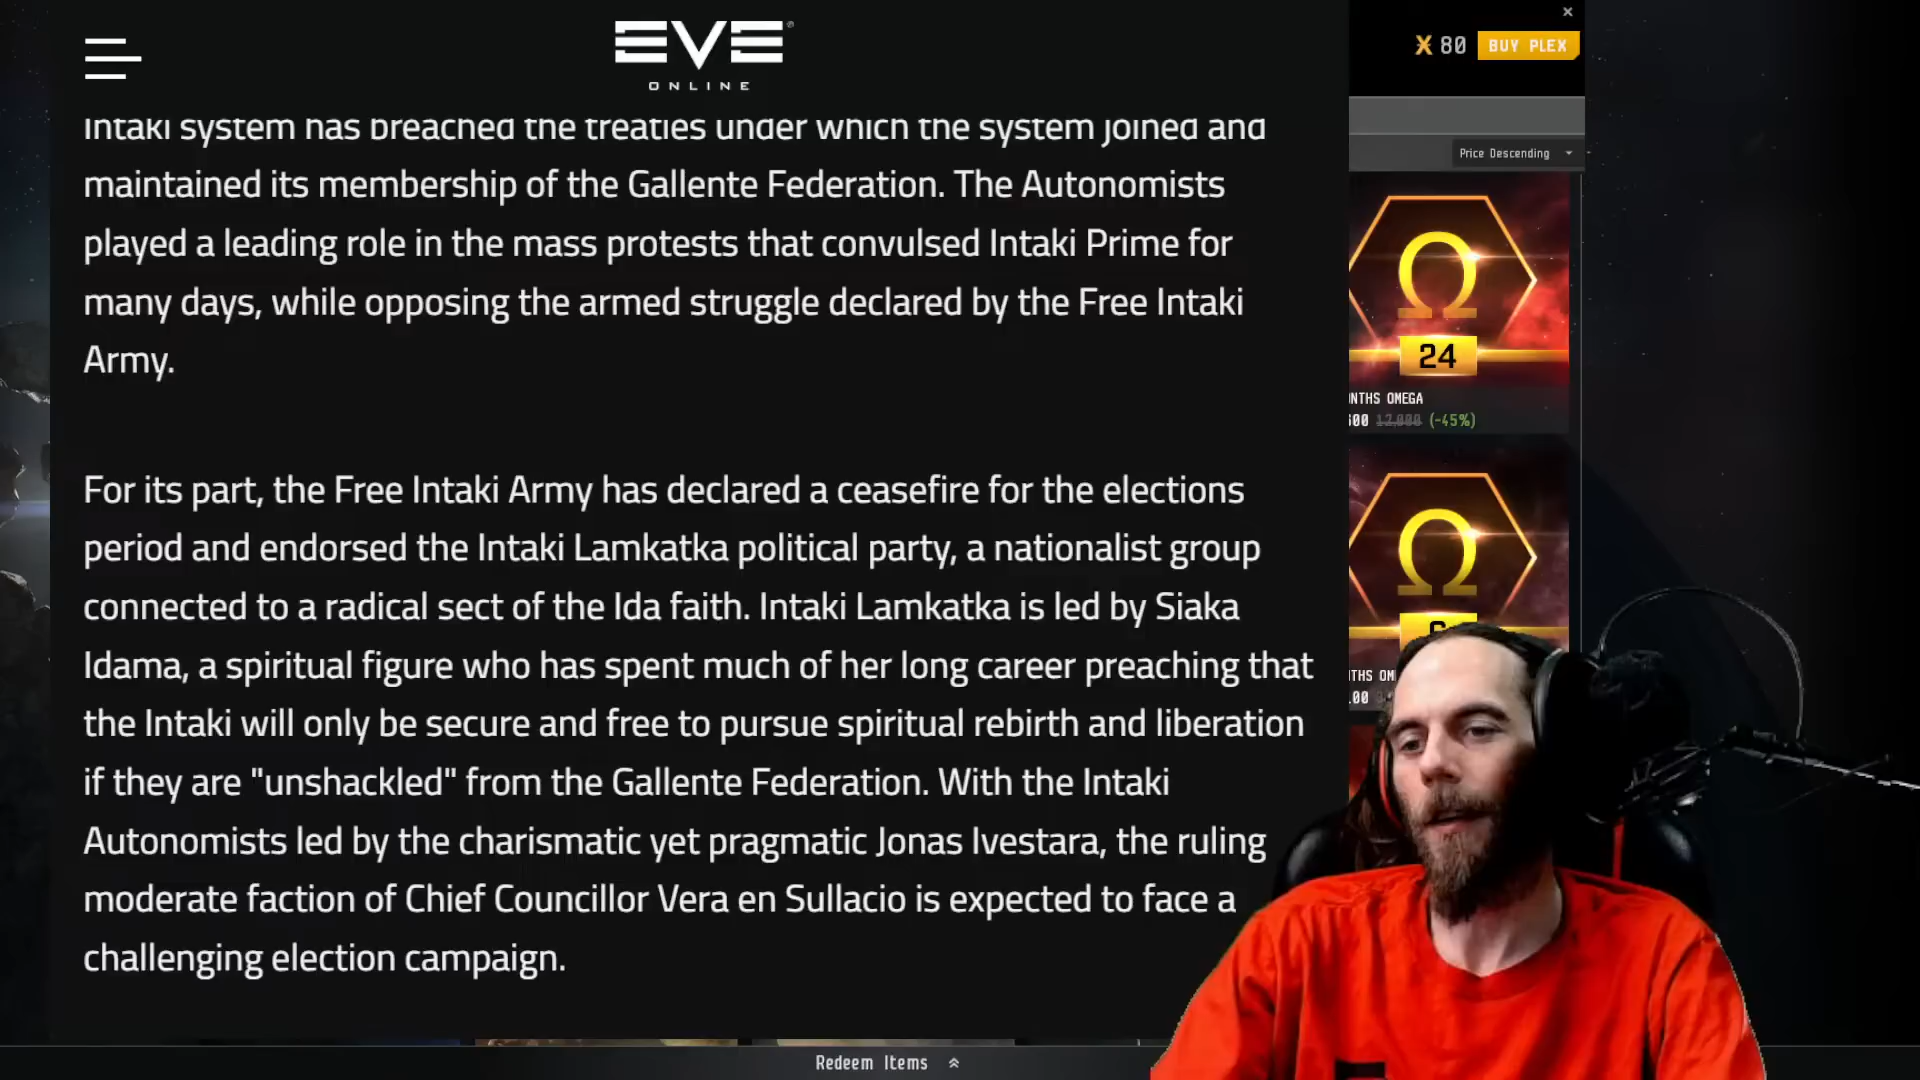 EVE
ONLINE
×
80
BUY PLEX
Intaki system has breached the treaties under which the system joined and
maintained its membership of the Gallente Federation. The Autonomists
played a leading role in the mass protests that convulsed Intaki Prime for
many days, while opposing the armed struggle declared by the Free Intaki
Army.
For its part, the Free Intaki Army has declared a ceasefire for the elections
period and endorsed the Intaki Lamkatka political party, a nationalist group
connected to a radical sect of the Ida faith. Intaki Lamkatka is led by Siaka
Idama, a spiritual figure who has spent much of her long career preaching that
the Intaki will only be secure and free to pursue spiritual rebirth and liberation
if they are "unshackled" from the Gallente Federation. With the Intaki
Autonomists led by the charismatic yet pragmatic Jonas Ivestara, the ruling
moderate faction of Chief Councillor Vera en Sullacio is expected to face a
challenging election campaign.
Price Descending
Ω
24
OMEGA
12,000 (-45%)
Ω
Redeem Items